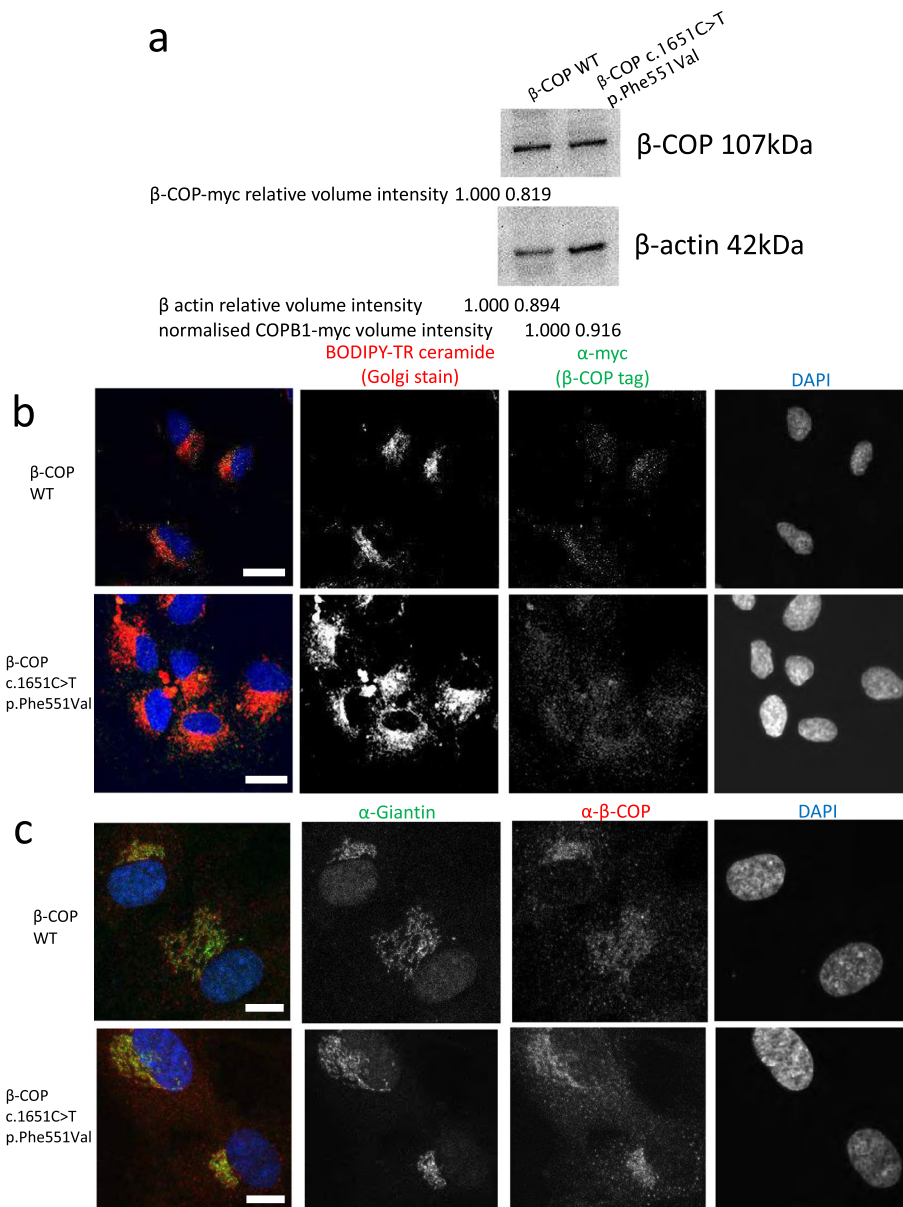 a
β-COP WT
β-COP c.1651C>T
p.Phe551Val
β-COP 107kDa
β-COP-myc relative volume intensity 1.000 0.819
β-actin 42kDa
β actin relative volume intensity 1.000 0.894
normalised COPB1-myc volume intensity 1.000 0.916
b
BODIPY-TR ceramide
(Golgi stain)
α-myc
(β-COP tag)
DAPI
β-COP
WT
β-COP
c.1651C>T
p.Phe551Val
c
α-Giantin
α-β-COP
DAPI
β-COP
WT
β-COP
c.1651C>T
p.Phe551Val